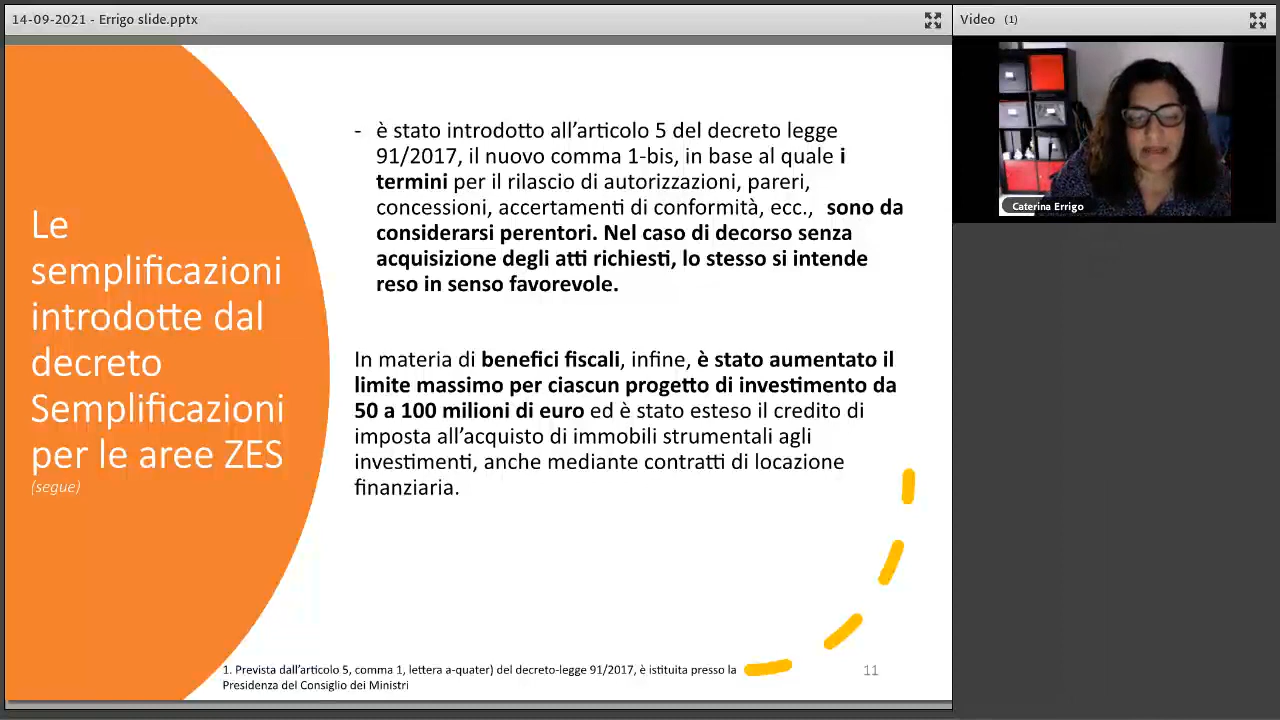 14-09-2021 - Errigo slide.pptx
Video (1)
Caterina Errigo
Le
semplificazioni
introdotte dal
decreto
Semplificazioni
per le aree ZES
(segue)
- è stato introdotto all’articolo 5 del decreto legge
91/2017, il nuovo comma 1-bis, in base al quale i
termini per il rilascio di autorizzazioni, pareri,
concessioni, accertamenti di conformità, ecc., sono da
considerarsi perentori. Nel caso di decorso senza
acquisizione degli atti richiesti, lo stesso si intende
reso in senso favorevole.
In materia di benefici fiscali, infine, è stato aumentato il
limite massimo per ciascun progetto di investimento da
50 a 100 milioni di euro ed è stato esteso il credito di
imposta all’acquisto di immobili strumentali agli
investimenti, anche mediante contratti di locazione
finanziaria.
1. Prevista dall’articolo 5, comma 1, lettera a-quater) del decreto-legge 91/2017, è istituita presso la
Presidenza del Consiglio dei Ministri
11